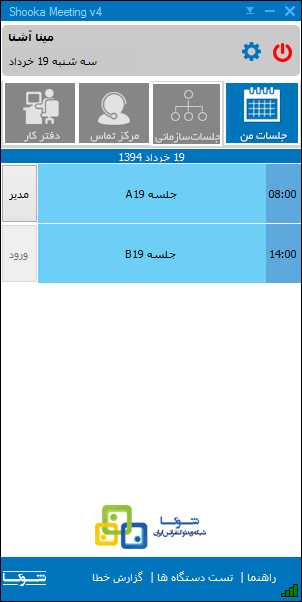 Shooka Meeting v4
مینا آشنا
سه شنبه 19 خرداد
جلسات من
جلسات‌سازمانی
مرکز تماس
دفتر کار
19 خرداد 1394
08:00 جلسه A19 مدیر
14:00 جلسه B19 ورود
شوکا
شبکه ویدئو کنفرانس ایران
راهنما | تست دستگاه ها | گزارش خطا
شوکا